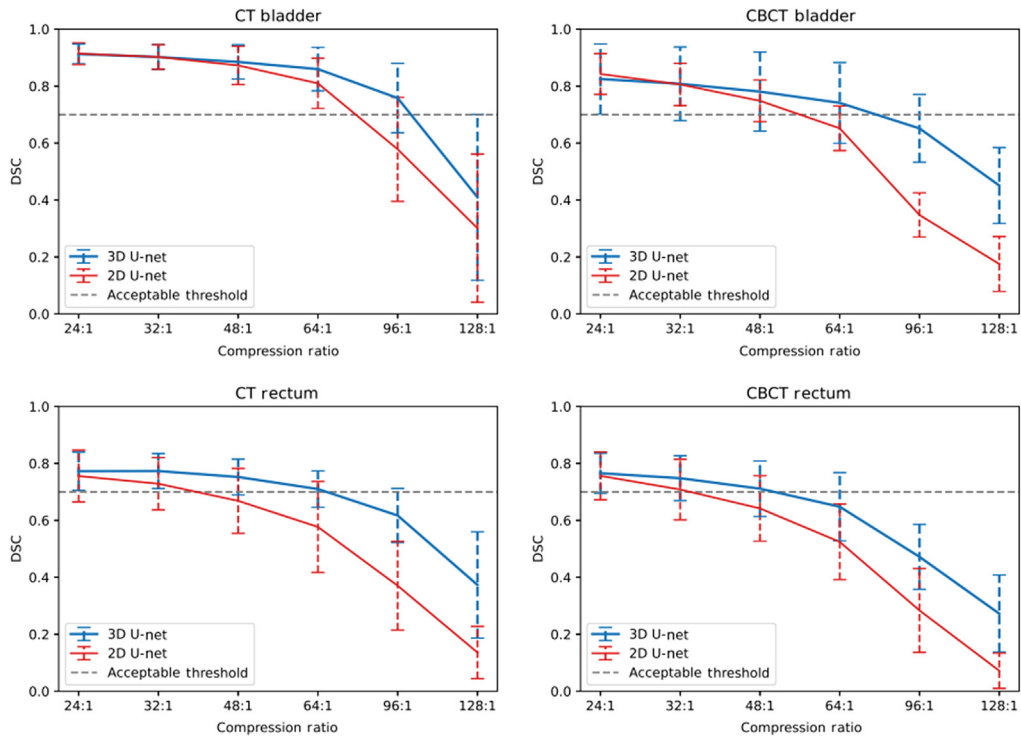 CT bladder
1.0
0.8
0.6
0.4
0.2
0.0
DSC
3D U-net
2D U-net
Acceptable threshold
24:1 32:1 48:1 64:1 96:1 128:1
Compression ratio
CBCT bladder
1.0
0.8
0.6
0.4
0.2
0.0
DSC
3D U-net
2D U-net
Acceptable threshold
24:1 32:1 48:1 64:1 96:1 128:1
Compression ratio
CT rectum
1.0
0.8
0.6
0.4
0.2
0.0
DSC
3D U-net
2D U-net
Acceptable threshold
24:1 32:1 48:1 64:1 96:1 128:1
Compression ratio
CBCT rectum
1.0
0.8
0.6
0.4
0.2
0.0
DSC
3D U-net
2D U-net
Acceptable threshold
24:1 32:1 48:1 64:1 96:1 128:1
Compression ratio